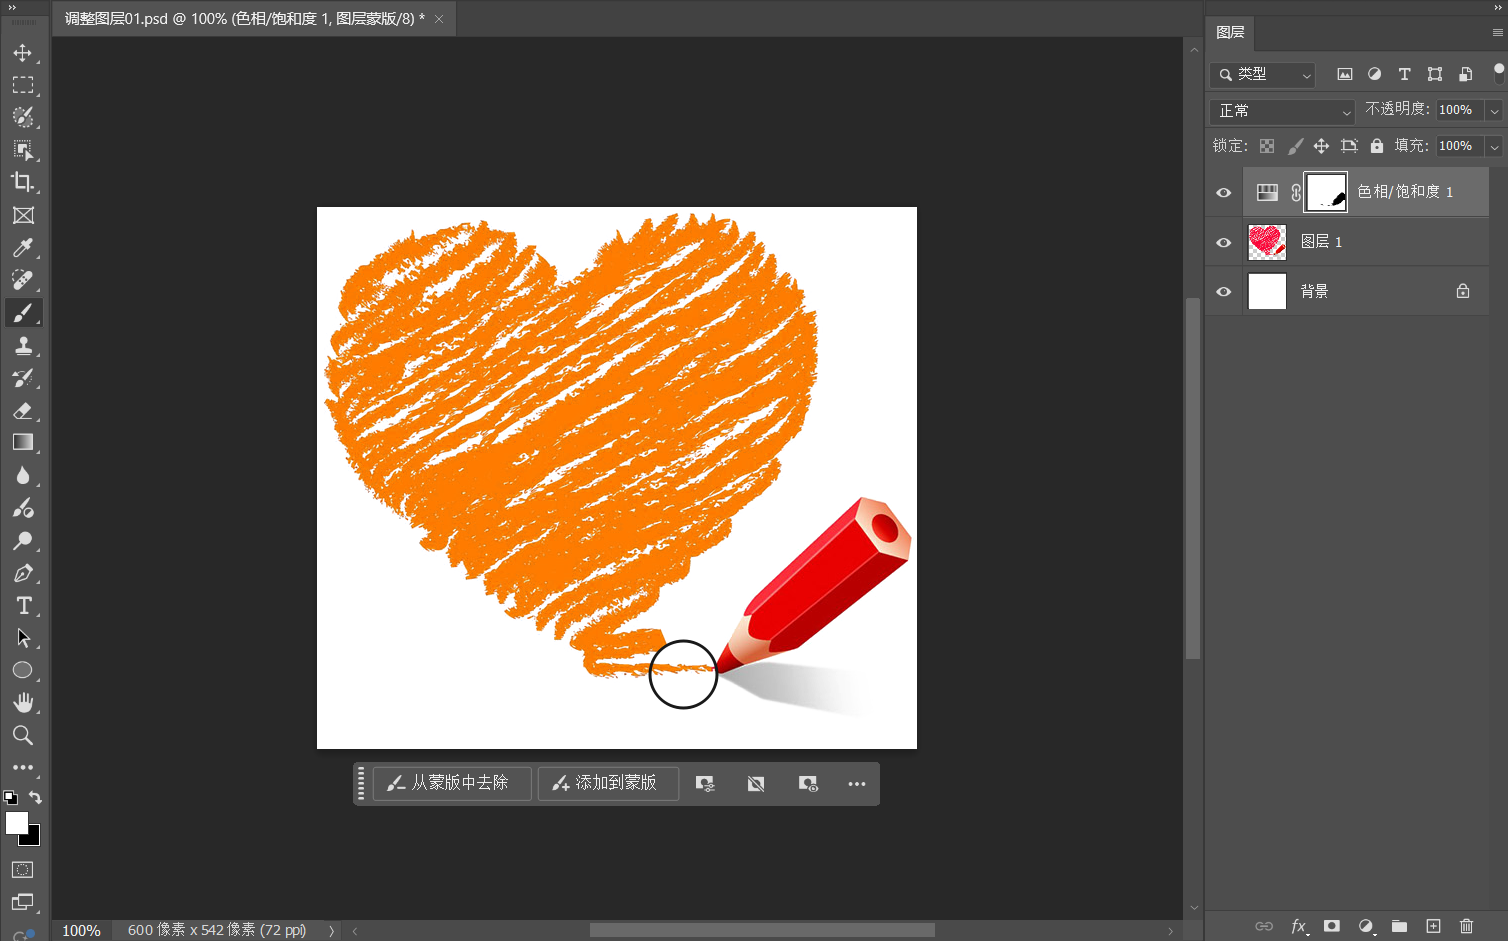 调整图层01.psd @ 100% (色相/饱和度 1, 图层蒙版/8) *
图层
类型
正常
不透明度: 100%
锁定:
填充: 100%
色相/饱和度 1
图层 1
背景
从蒙版中去除
添加到蒙版
100%
600 像素 x 542 像素 (72 ppi)
fx